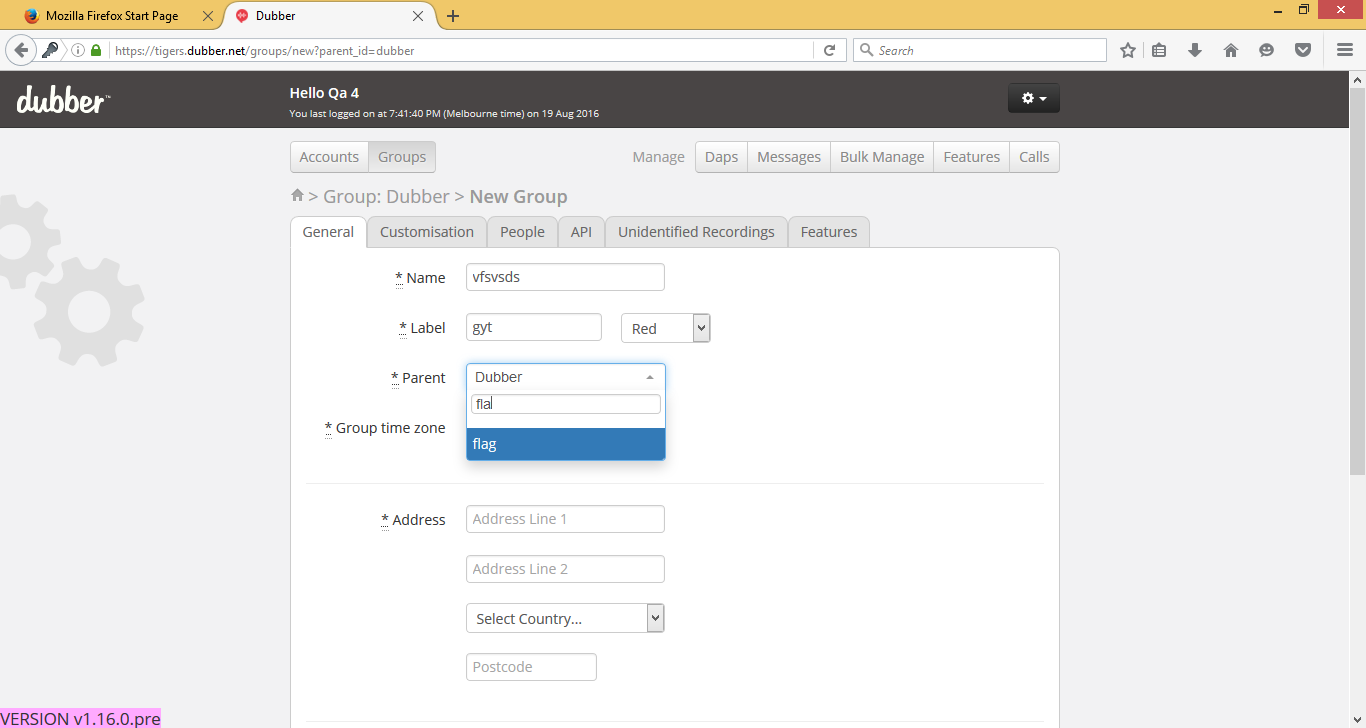 Mozilla Firefox Start Page
Dubber
https://tigers.dubber.net/groups/new?parent_id=dubber
Search
dubber™
Hello Qa 4
You last logged on at 7:41:40 PM (Melbourne time) on 19 Aug 2016
Accounts Groups Manage Daps Messages Bulk Manage Features Calls
> Group: Dubber > New Group
General Customisation People API Unidentified Recordings Features
* Name vfsvsds
* Label gyt Red
* Parent Dubber
fla
* Group time zone
flag
* Address Address Line 1
Address Line 2
Select Country...
Postcode
VERSION v1.16.0.pre